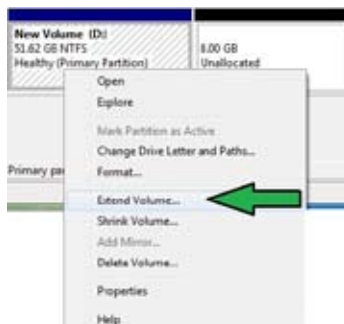 New Volume (D:)
51.62 GB NTFS
Healthy (Primary Partition)
8.00 GB
Unallocated
Open
Explore
Mark Partition as Active
Change Drive Letter and Paths...
Format...
Primary par
Extend Volume...
Shrink Volume...
Add Mirror...
Delete Volume...
Properties
Help